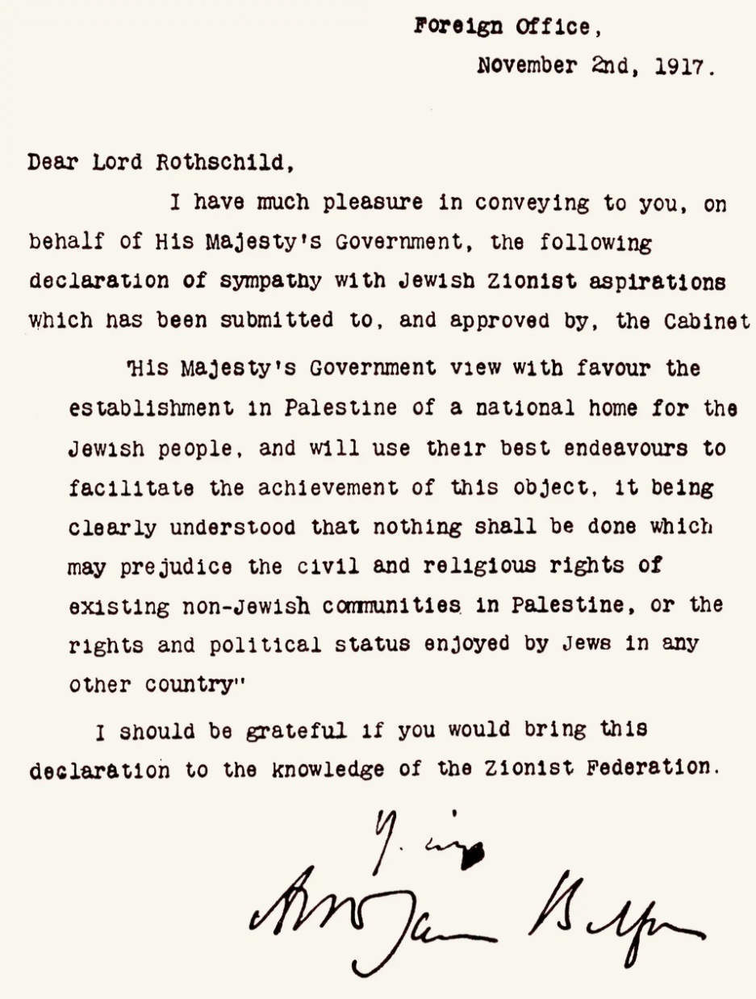 Foreign Office,
November 2nd, 1917.
Dear Lord Rothschild,
I have much pleasure in conveying to you, on
behalf of His Majesty's Government, the following
declaration of sympathy with Jewish Zionist aspirations
which has been submitted to, and approved by, the Cabinet
"His Majesty's Government view with favour the
establishment in Palestine of a national home for the
Jewish people, and will use their best endeavours to
facilitate the achievement of this object, it being
clearly understood that nothing shall be done which
may prejudice the civil and religious rights of
existing non-Jewish communities in Palestine, or the
rights and political status enjoyed by Jews in any
other country"
I should be grateful if you would bring this
declaration to the knowledge of the Zionist Federation.
Arthur James Balfour